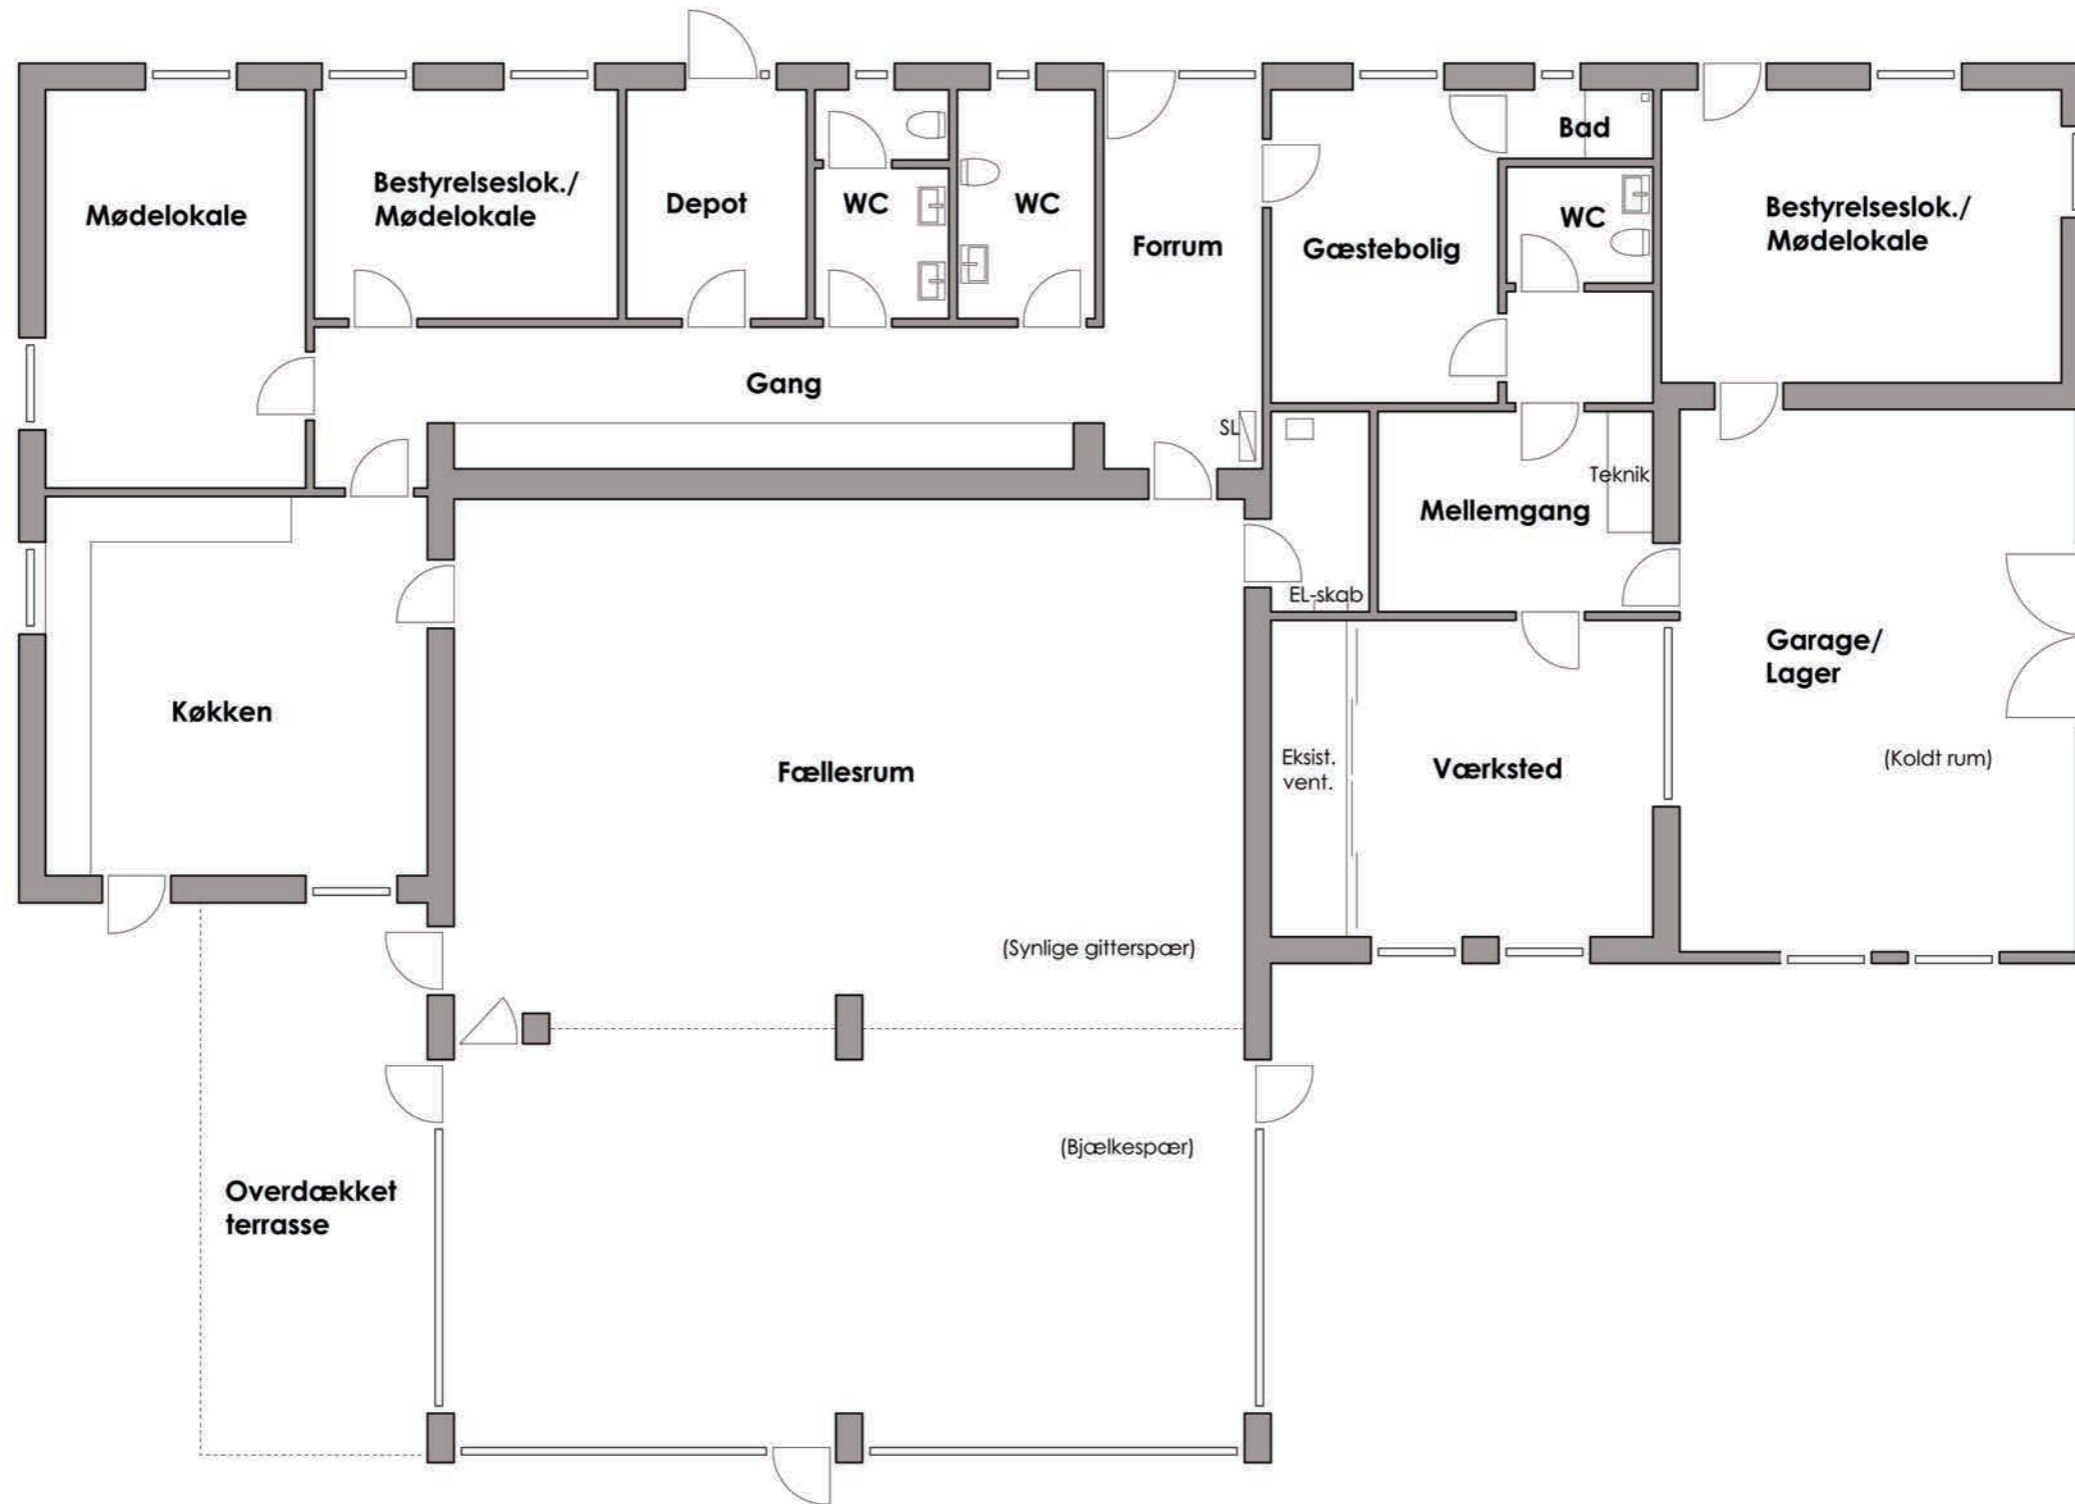 Mødelokale
Bestyrelseslok./
Mødelokale
Depot
WC
WC
Forrum
Gæstebolig
Bad
WC
Bestyrelseslok./
Mødelokale
Gang
SL
Teknik
Mellemgang
EL-skab
Garage/
Lager
(Koldt rum)
Køkken
Fællesrum
Eksist.
vent.
Værksted
(Synlige gitterspær)
(Bjælkespær)
Overdækket
terrasse